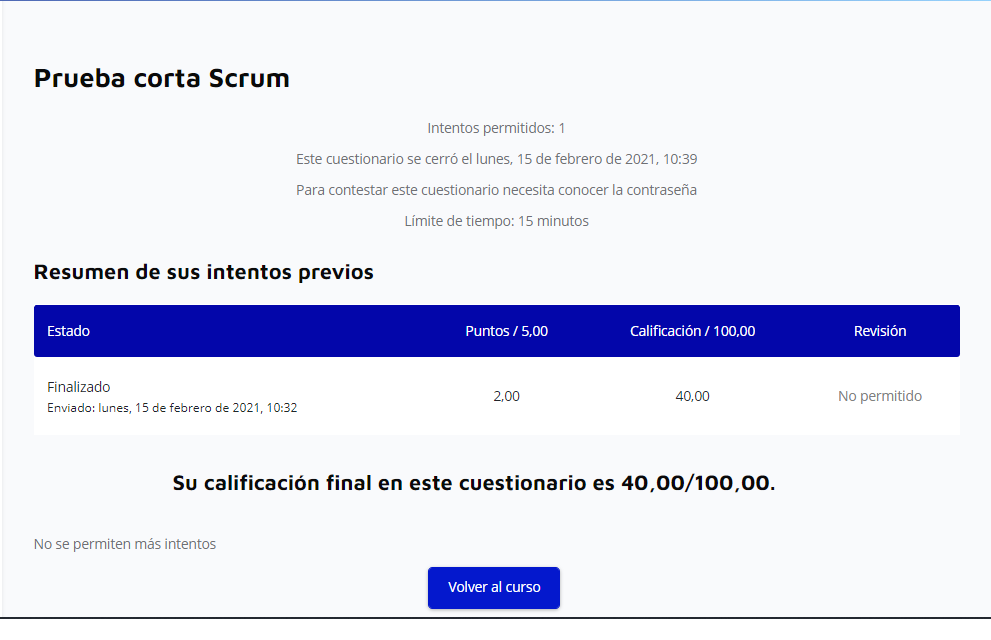 Prueba corta Scrum
Intentos permitidos: 1
Este cuestionario se cerró el lunes, 15 de febrero de 2021, 10:39
Para contestar este cuestionario necesita conocer la contraseña
Límite de tiempo: 15 minutos
Resumen de sus intentos previos
Estado Puntos / 5,00 Calificación / 100,00 Revisión
Finalizado 2,00 40,00 No permitido
Enviado: lunes, 15 de febrero de 2021, 10:32
Su calificación final en este cuestionario es 40,00/100,00.
No se permiten más intentos
Volver al curso